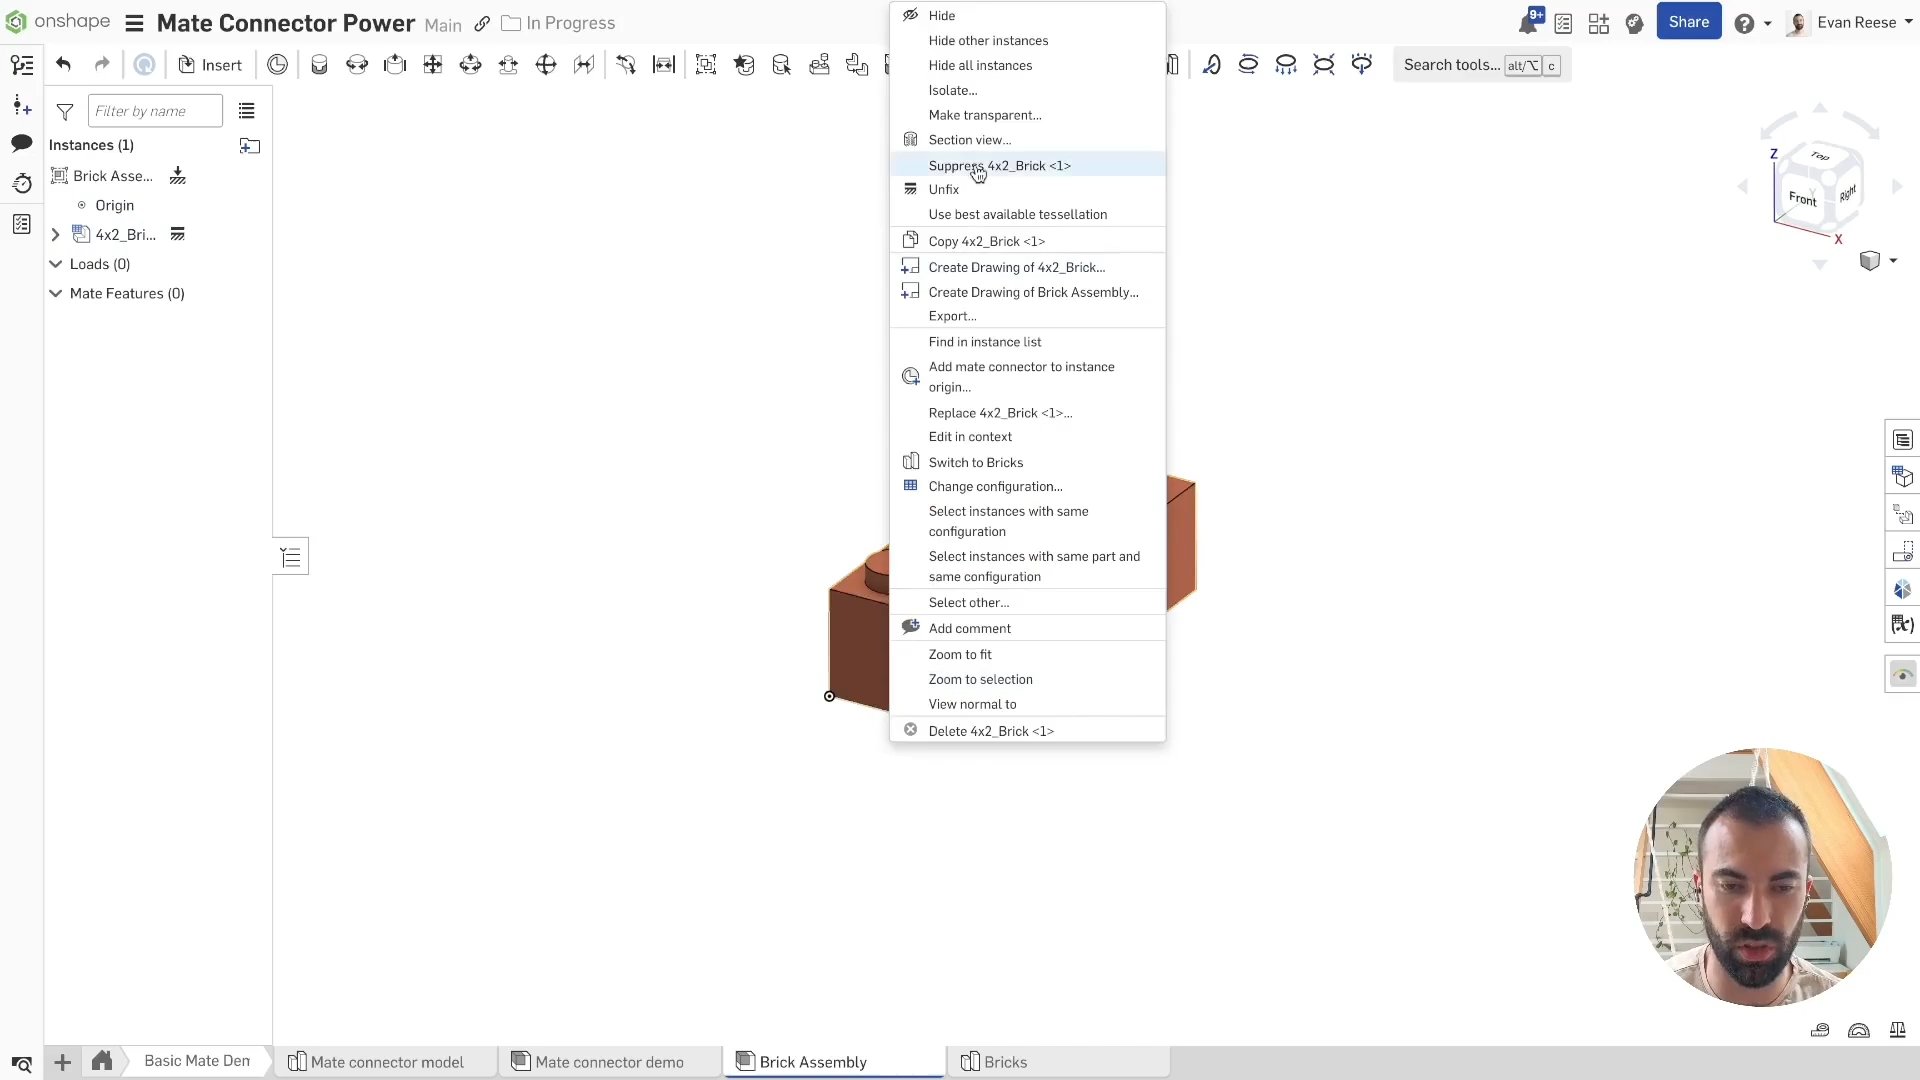 onshape
Mate Connector Power
Main
In Progress
9+
Share
Evan Reese
Insert
Search tools...
alt/⌥
c
Filter by name
Instances (1)
Brick Asse...
Origin
4x2_Bri...
Loads (0)
Mate Features (0)
Hide
Hide other instances
Hide all instances
Isolate...
Make transparent...
Section view...
Suppress 4x2_Brick <1>
Unfix
Use best available tessellation
Copy 4x2_Brick <1>
Create Drawing of 4x2_Brick...
Create Drawing of Brick Assembly...
Export...
Find in instance list
Add mate connector to instance
origin...
Replace 4x2_Brick <1>...
Edit in context
Switch to Bricks
Change configuration...
Select instances with same
configuration
Select instances with same part and
same configuration
Select other...
Add comment
Zoom to fit
Zoom to selection
View normal to
Delete 4x2_Brick <1>
Z
Top
Front
Y
Right
X
(x)
Basic Mate Dem
Mate connector model
Mate connector demo
Brick Assembly
Bricks